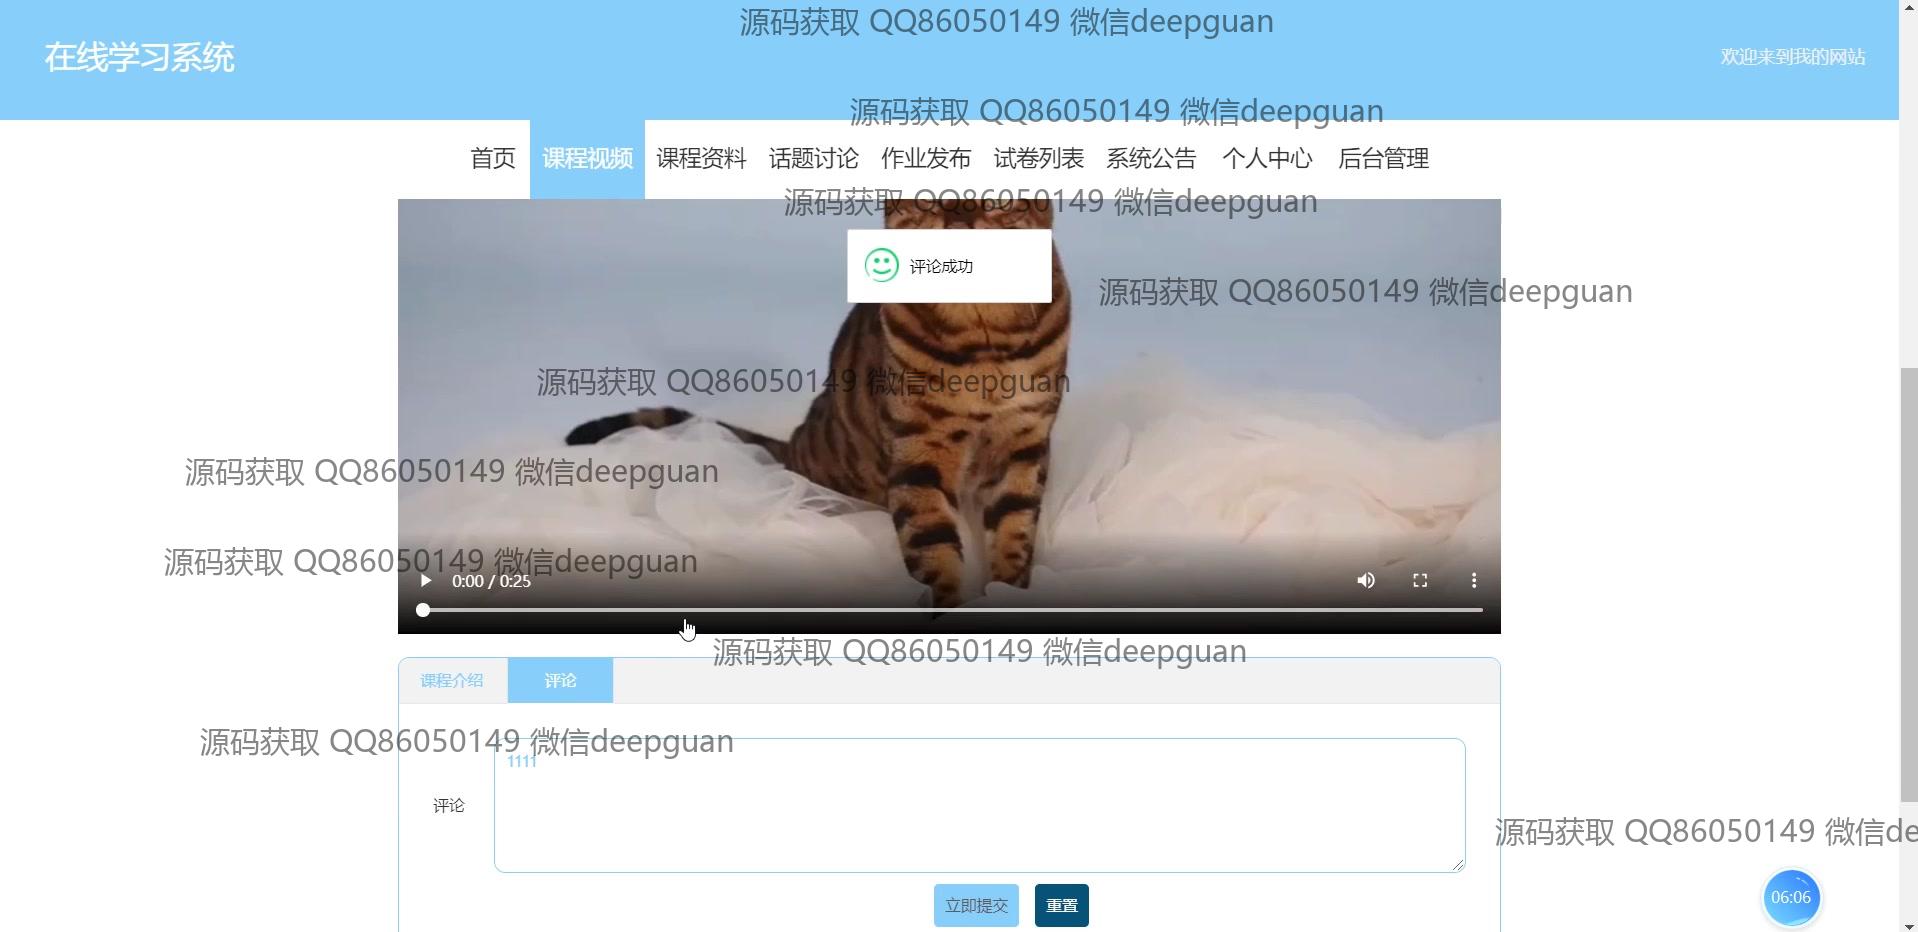 源码获取 QQ86050149 微信deepguan
在线学习系统
欢迎来到我的网站
源码获取 QQ86050149 微信deepguan
首页 课程视频 课程资料 话题讨论 作业发布 试卷列表 系统公告 个人中心 后台管理
源码获取 QQ86050149 微信deepguan
评论成功
源码获取 QQ86050149 微信deepguan
源码获取 QQ86050149 微信deepguan
源码获取 QQ86050149 微信deepguan
源码获取 QQ86050149 微信deepguan
0:00 / 0:25
源码获取 QQ86050149 微信deepguan
课程介绍 评论
源码获取 QQ86050149 微信deepguan
1111
评论
源码获取 QQ86050149 微信de
立即提交 重置
06:06